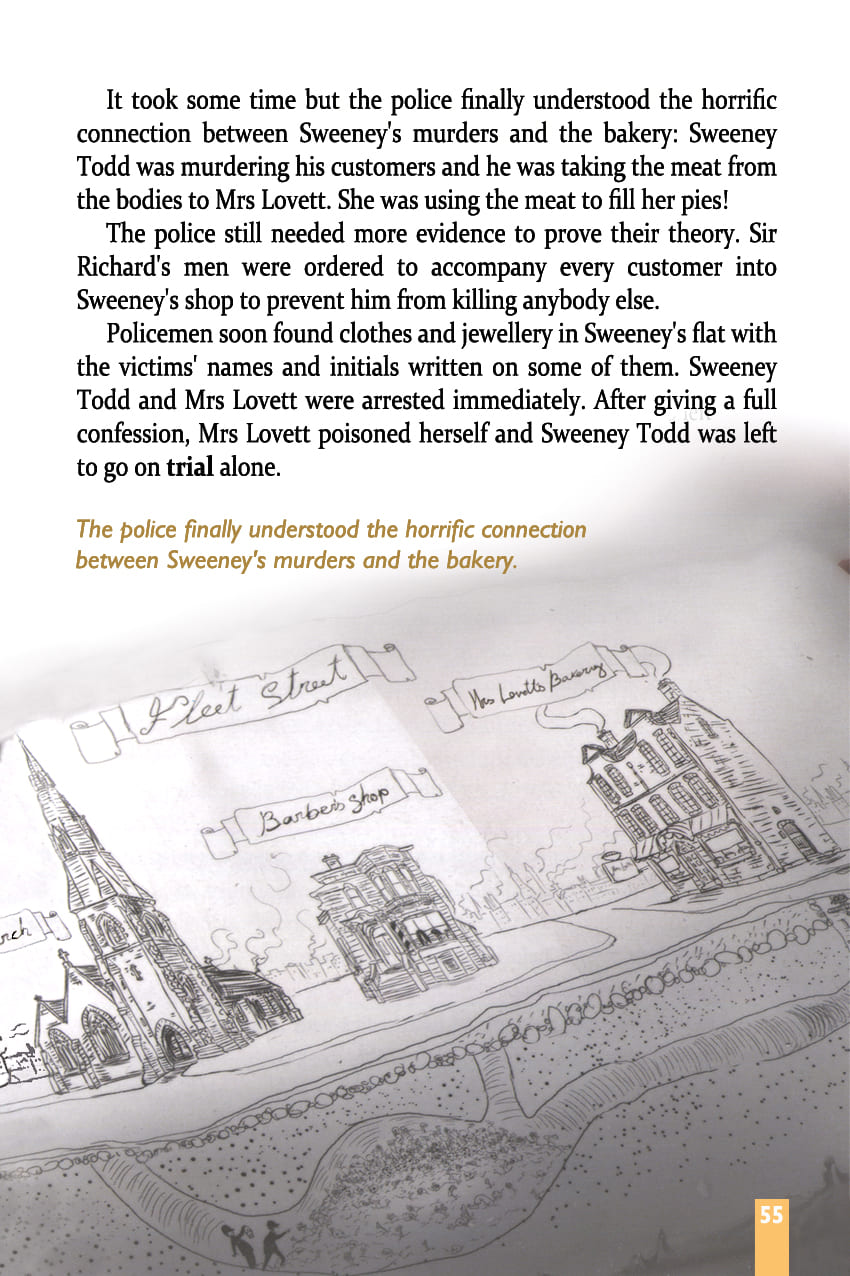 It took some time but the police finally understood the horrific
connection between Sweeney's murders and the bakery: Sweeney
Todd was murdering his customers and he was taking the meat from
the bodies to Mrs Lovett. She was using the meat to fill her pies!
The police still needed more evidence to prove their theory. Sir
Richard's men were ordered to accompany every customer into
Sweeney's shop to prevent him from killing anybody else.
Policemen soon found clothes and jewellery in Sweeney's flat with
the victims' names and initials written on some of them. Sweeney
Todd and Mrs Lovett were arrested immediately. After giving a full
confession, Mrs Lovett poisoned herself and Sweeney Todd was left
to go on trial alone.
The police finally understood the horrific connection
between Sweeney's murders and the bakery.
Fleet Street
Mrs Lovetts Bakery
Barbers Shop
rch
55